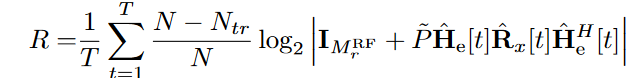 $R = \frac{1}{T} \sum_{t=1}^{T} \frac{N - N_{tr}}{N} \log_2 \left| \mathbf{I}_{M_r^{\mathrm{RF}}} + \tilde{P} \hat{\mathbf{H}}_{\mathrm{e}}[t] \hat{\mathbf{R}}_x[t] \hat{\mathbf{H}}_{\mathrm{e}}^H[t] \right|$